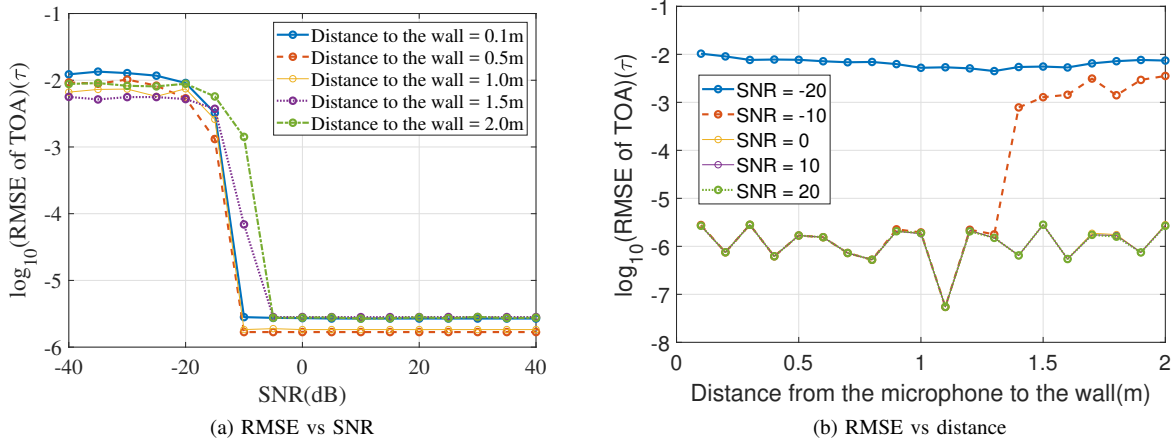 -1
-2
-3
-4
-5
-6
-40
-20
0
20
40
log10(RMSE of TOA)(τ)
SNR(dB)
Distance to the wall = 0.1m
Distance to the wall = 0.5m
Distance to the wall = 1.0m
Distance to the wall = 1.5m
Distance to the wall = 2.0m
(a) RMSE vs SNR
-1
-2
-3
-4
-5
-6
-7
-8
0
0.5
1
1.5
2
log10(RMSE of TOA)(τ)
Distance from the microphone to the wall(m)
SNR = -20
SNR = -10
SNR = 0
SNR = 10
SNR = 20
(b) RMSE vs distance